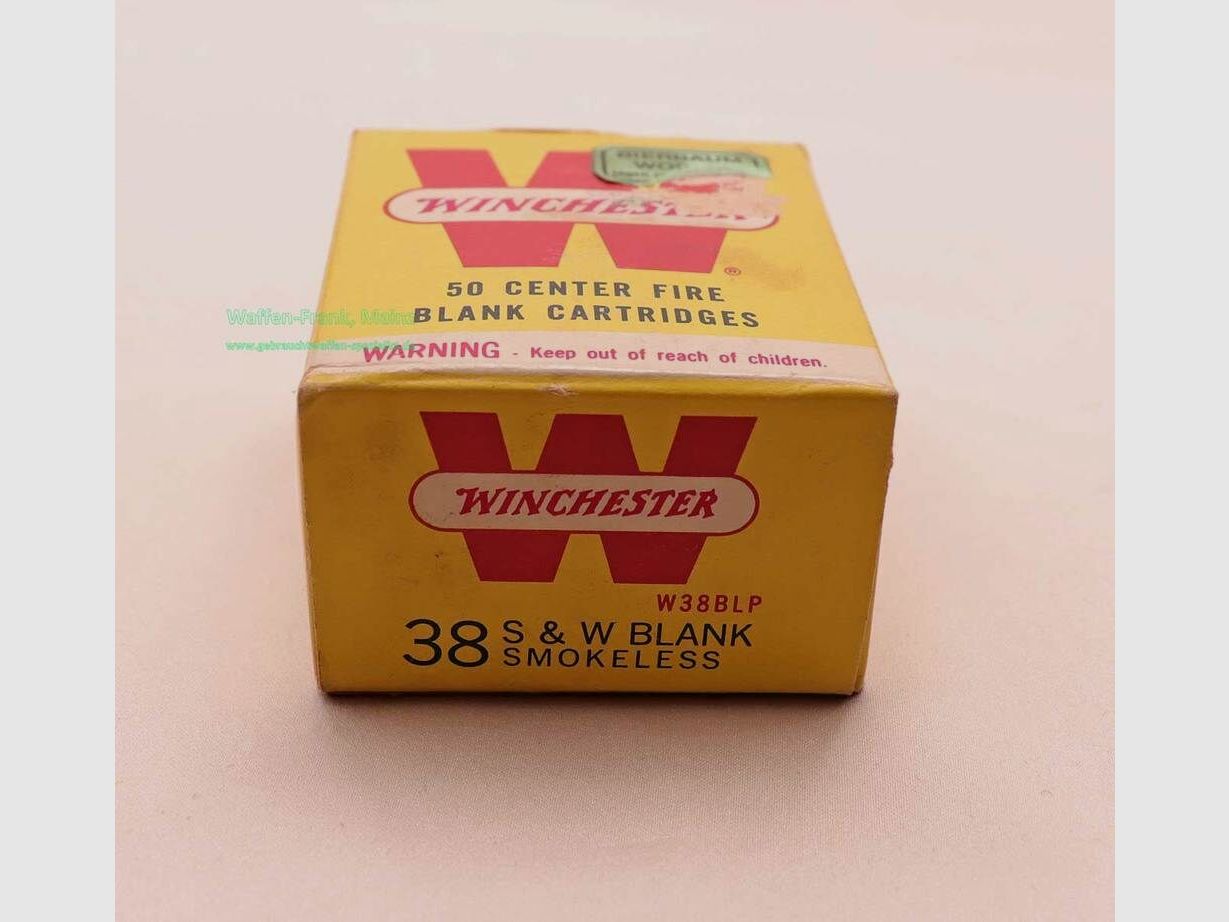 BIERBAUM
WINCHESTER
®
50 CENTER FIRE
BLANK CARTRIDGES
Waffen-Frank, Mainz
WARNING - Keep out of reach of children.
WINCHESTER
W38BLP
38 S & W BLANK
SMOKELESS